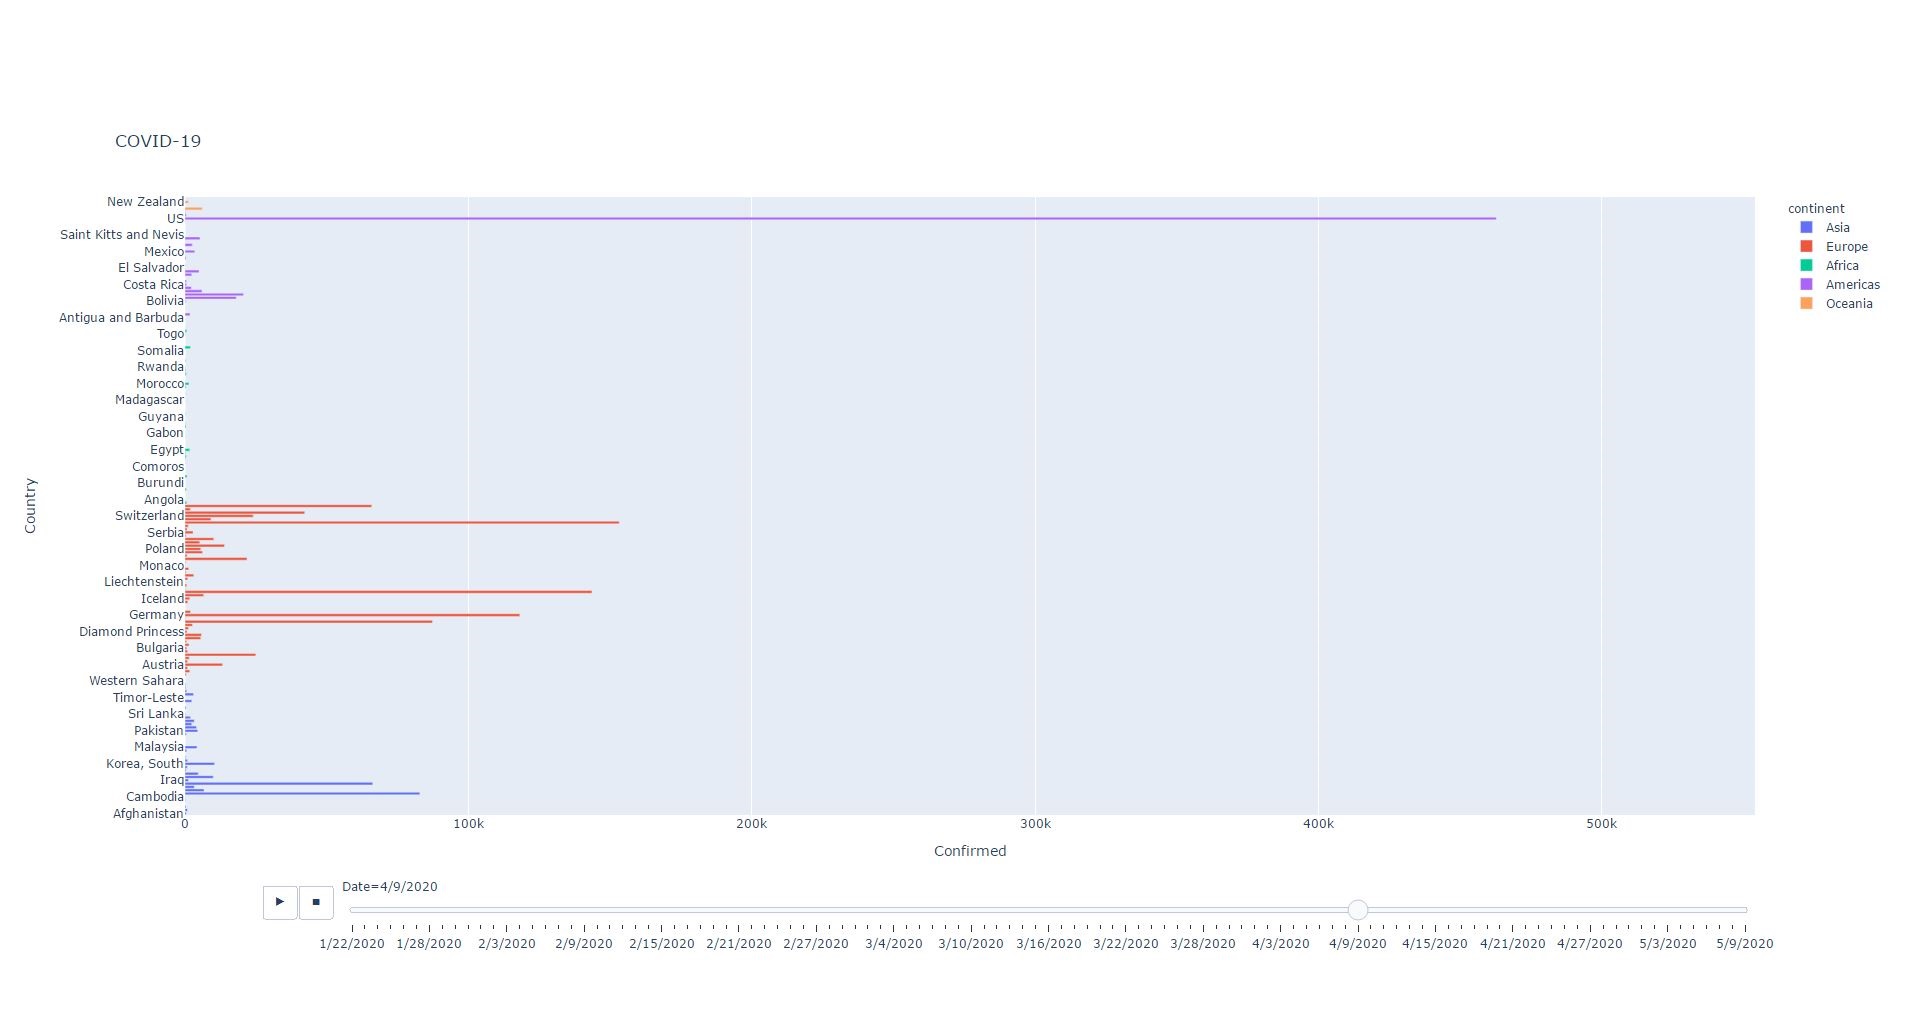 COVID-19
New Zealand
US
Saint Kitts and Nevis
Mexico
El Salvador
Costa Rica
Bolivia
Antigua and Barbuda
Togo
Somalia
Rwanda
Morocco
Madagascar
Guyana
Gabon
Egypt
Comoros
Burundi
Angola
Switzerland
Serbia
Poland
Monaco
Liechtenstein
Iceland
Germany
Diamond Princess
Bulgaria
Austria
Western Sahara
Timor-Leste
Sri Lanka
Pakistan
Malaysia
Korea, South
Iraq
Cambodia
Afghanistan
Country
0 100k 200k 300k 400k 500k
Confirmed
continent
Asia
Europe
Africa
Americas
Oceania
Date=4/9/2020
1/22/2020 1/28/2020 2/3/2020 2/9/2020 2/15/2020 2/21/2020 2/27/2020 3/4/2020 3/10/2020 3/16/2020 3/22/2020 3/28/2020 4/3/2020 4/9/2020 4/15/2020 4/21/2020 4/27/2020 5/3/2020 5/9/2020